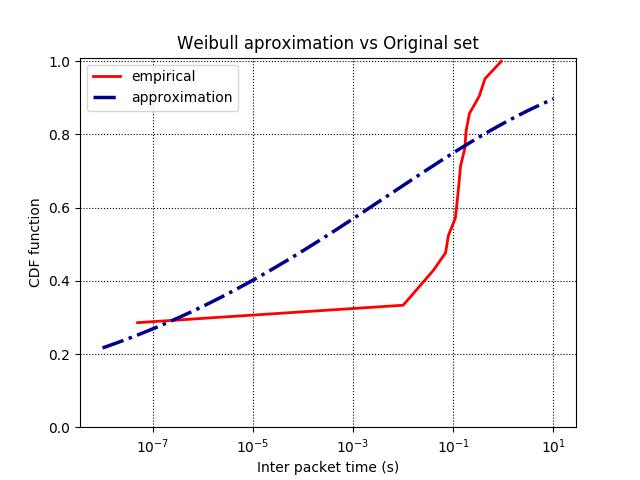 Weibull aproximation vs Original set
empirical
approximation
CDF function
1.0
0.8
0.6
0.4
0.2
0.0
10⁻⁷ 10⁻⁵ 10⁻³ 10⁻¹ 10¹
Inter packet time (s)